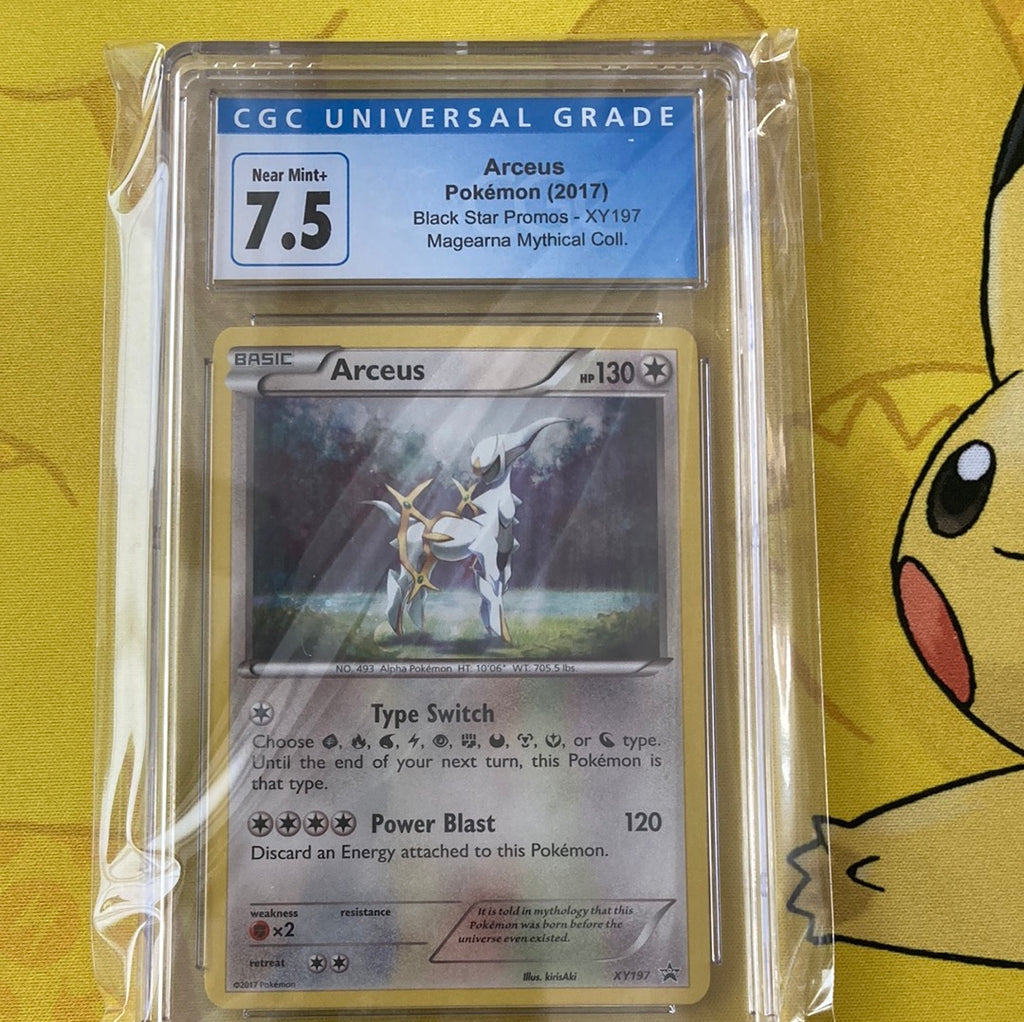 CGC UNIVERSAL GRADE
Near Mint+
7.5
Arceus
Pokémon (2017)
Black Star Promos - XY197
Magearna Mythical Coll.
BASIC
Arceus
HP130
NO. 493 Alpha Pokémon HT: 10'06" WT: 705.5 lbs.
Type Switch
Choose , , , , , , , , , or type.
Until the end of your next turn, this Pokémon is
that type.
Power Blast 120
Discard an Energy attached to this Pokémon.
weakness resistance
×2
retreat
It is told in mythology that this
Pokémon was born before the
universe even existed.
Illus. kirisAki XY197
©2017 Pokémon